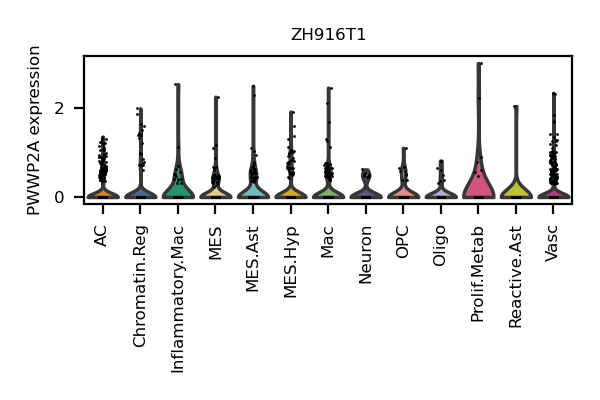 ZH916T1
PWWP2A expression
2
0
AC
Chromatin.Reg
Inflammatory.Mac
MES
MES.Ast
MES.Hyp
Mac
Neuron
OPC
Oligo
Prolif.Metab
Reactive.Ast
Vasc